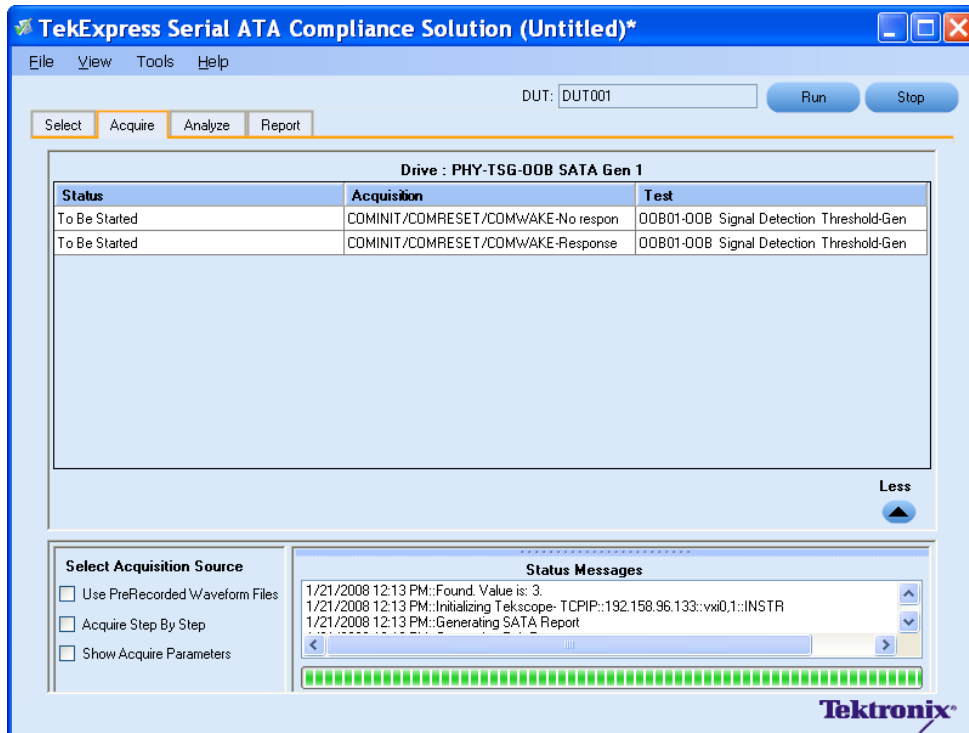 TekExpress Serial ATA Compliance Solution (Untitled)*
File View Tools Help
DUT: DUT001 Run Stop
Select Acquire Analyze Report
Drive : PHY-TSG-OOB SATA Gen 1
Status Acquisition Test
To Be Started COMINIT/COMRESET/COMWAKE-No respon OOB01-OOB Signal Detection Threshold-Gen
To Be Started COMINIT/COMRESET/COMWAKE-Response OOB01-OOB Signal Detection Threshold-Gen
Less
Select Acquisition Source
Use PreRecorded Waveform Files
Acquire Step By Step
Show Acquire Parameters
Status Messages
1/21/2008 12:13 PM::Found. Value is: 3.
1/21/2008 12:13 PM::Initializing Tekscope- TCPIP::192.158.96.133::vxi0,1::INSTR
1/21/2008 12:13 PM::Generating SATA Report
Tektronix